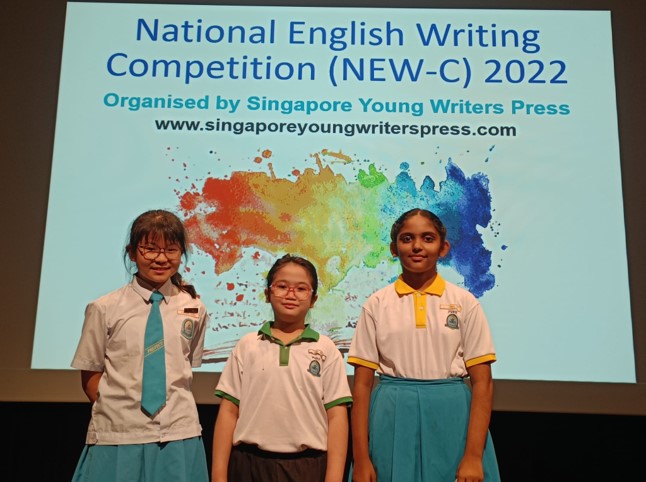 National English Writing
Competition (NEW-C) 2022
Organised by Singapore Young Writers Press
www.singaporeyoungwriterspress.com